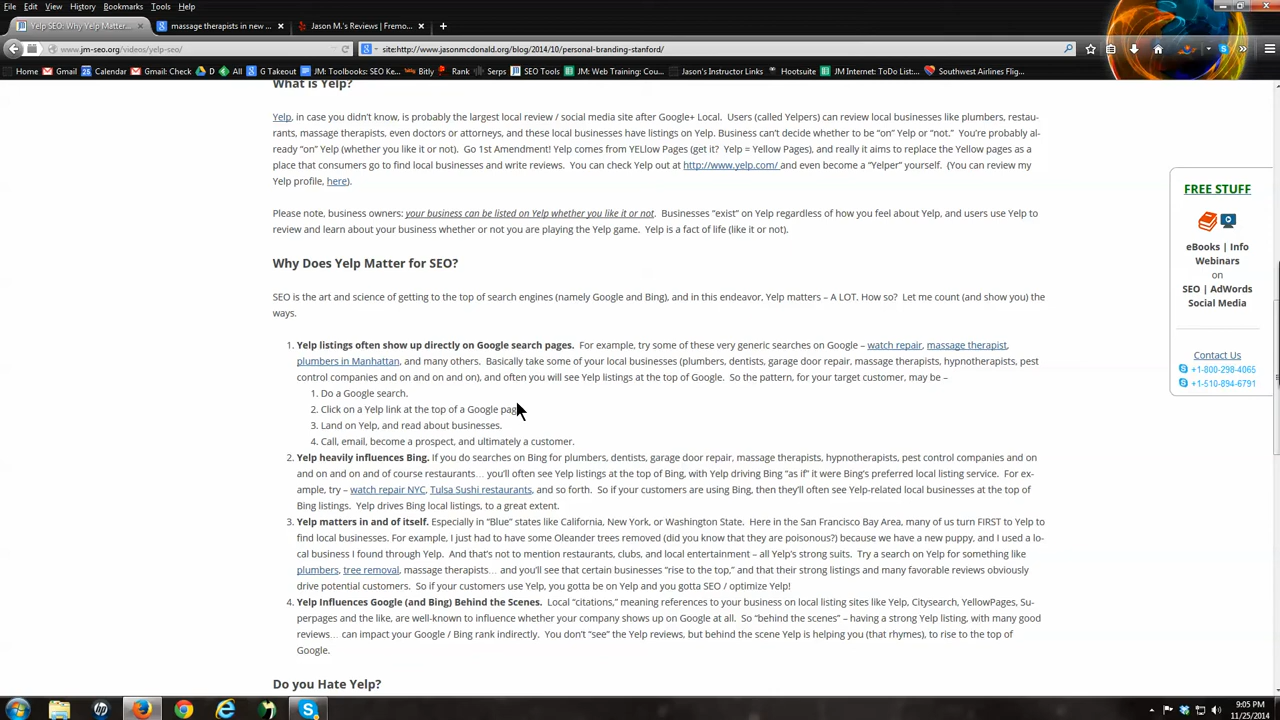 File Edit View History Bookmarks Tools Help
Yelp SEO: Why Yelp Matter... × massage therapists in new ... × Jason M.'s Reviews | Fremo... × +
www.jm-seo.org/videos/yelp-seo/ site:http://www.jasonmcdonald.org/blog/2014/10/personal-branding-stanford/
Home Gmail Calendar Gmail: Check D All G Takeout JM: Toolbooks: SEO Ke... Bitly Rank Serps SEO Tools JM: Web Training: Cou... Jason's Instructor Links Hootsuite JM Internet: ToDo List:... Southwest Airlines Flig...
What is Yelp?
Yelp, in case you didn't know, is probably the largest local review / social media site after Google+ Local. Users (called Yelpers) can review local businesses like plumbers, restau-
rants, massage therapists, even doctors or attorneys, and these local businesses have listings on Yelp. Business can't decide whether to be "on" Yelp or "not." You're probably al-
ready "on" Yelp (whether you like it or not). Go 1st Amendment! Yelp comes from YELLow Pages (get it? Yelp = Yellow Pages), and really it aims to replace the Yellow pages as a
place that consumers go to find local businesses and write reviews. You can check Yelp out at http://www.yelp.com/ and even become a "Yelper" yourself. (You can review my
Yelp profile, here).
Please note, business owners: your business can be listed on Yelp whether you like it or not. Businesses "exist" on Yelp regardless of how you feel about Yelp, and users use Yelp to
review and learn about your business whether or not you are playing the Yelp game. Yelp is a fact of life (like it or not).
Why Does Yelp Matter for SEO?
SEO is the art and science of getting to the top of search engines (namely Google and Bing), and in this endeavor, Yelp matters – A LOT. How so? Let me count (and show you) the
ways.
1. Yelp listings often show up directly on Google search pages. For example, try some of these very generic searches on Google – watch repair, massage therapist,
plumbers in Manhattan, and many others. Basically take some of your local businesses (plumbers, dentists, garage door repair, massage therapists, hypnotherapists, pest
control companies and on and on and on), and often you will see Yelp listings at the top of Google. So the pattern, for your target customer, may be –
1. Do a Google search.
2. Click on a Yelp link at the top of a Google pag
3. Land on Yelp, and read about businesses.
4. Call, email, become a prospect, and ultimately a customer.
2. Yelp heavily influences Bing. If you do searches on Bing for plumbers, dentists, garage door repair, massage therapists, hypnotherapists, pest control companies and on
and on and on and of course restaurants... you'll often see Yelp listings at the top of Bing, with Yelp driving Bing "as if" it were Bing's preferred local listing service. For ex-
ample, try – watch repair NYC, Tulsa Sushi restaurants, and so forth. So if your customers are using Bing, then they'll often see Yelp-related local businesses at the top of
Bing listings. Yelp drives Bing local listings, to a great extent.
3. Yelp matters in and of itself. Especially in "Blue" states like California, New York, or Washington State. Here in the San Francisco Bay Area, many of us turn FIRST to Yelp to
find local businesses. For example, I just had to have some Oleander trees removed (did you know that they are poisonous?) because we have a new puppy, and I used a lo-
cal business I found through Yelp. And that's not to mention restaurants, clubs, and local entertainment – all Yelp's strong suits. Try a search on Yelp for something like
plumbers, tree removal, massage therapists... and you'll see that certain businesses "rise to the top," and that their strong listings and many favorable reviews obviously
drive potential customers. So if your customers use Yelp, you gotta be on Yelp and you gotta SEO / optimize Yelp!
4. Yelp Influences Google (and Bing) Behind the Scenes. Local "citations," meaning references to your business on local listing sites like Yelp, Citysearch, YellowPages, Su-
perpages and the like, are well-known to influence whether your company shows up on Google at all. So "behind the scenes" – having a strong Yelp listing, with many good
reviews... can impact your Google / Bing rank indirectly. You don't "see" the Yelp reviews, but behind the scene Yelp is helping you (that rhymes), to rise to the top of
Google.
Do you Hate Yelp?
FREE STUFF
eBooks | Info
Webinars
on
SEO | AdWords
Social Media
Contact Us
+1-800-298-4065
+1-510-894-6791
9:05 PM
11/25/2014